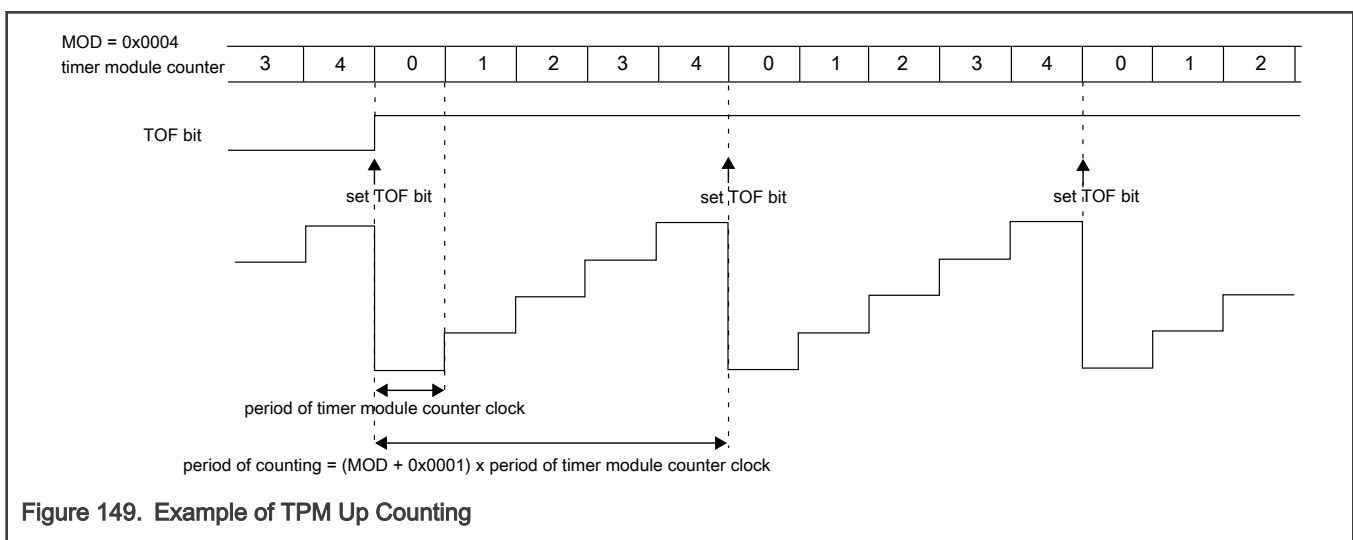 MOD = 0x0004
timer module counter 3 4 0 1 2 3 4 0 1 2 3 4 0 1 2
TOF bit
set TOF bit set TOF bit set TOF bit
period of timer module counter clock
period of counting = (MOD + 0x0001) x period of timer module counter clock
Figure 149. Example of TPM Up Counting